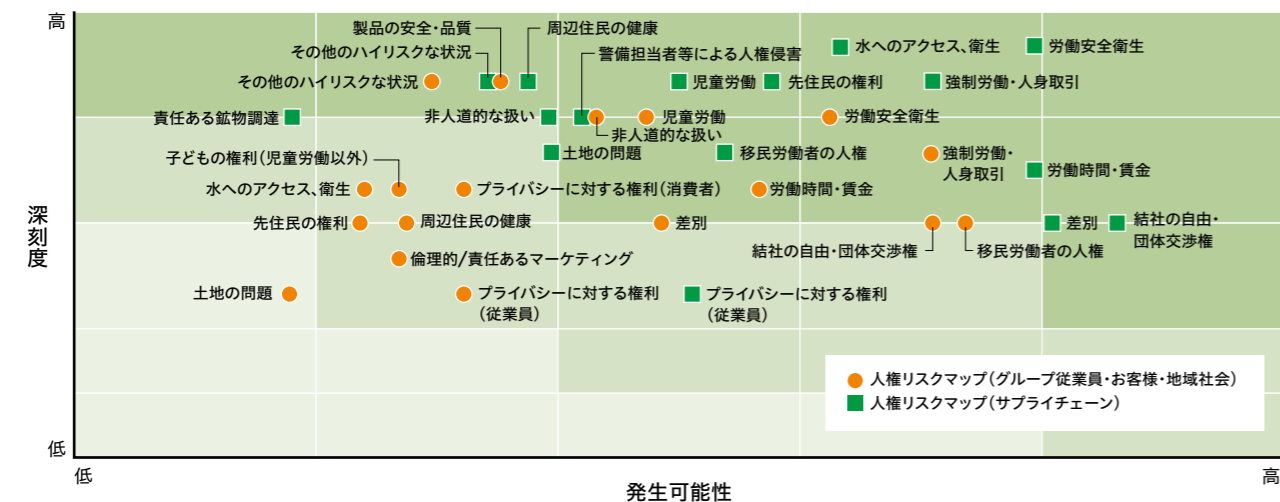 高
製品の安全・品質
周辺住民の健康
その他のハイリスクな状況
警備担当者等による人権侵害
水へのアクセス、衛生
労働安全衛生
その他のハイリスクな状況
児童労働
先住民の権利
強制労働・人身取引
責任ある鉱物調達
非人道的な扱い
児童労働
労働安全衛生
非人道的な扱い
子どもの権利（児童労働以外）
土地の問題
移民労働者の人権
強制労働・
人身取引
労働時間・賃金
水へのアクセス、衛生
プライバシーに対する権利（消費者）
労働時間・賃金
先住民の権利
周辺住民の健康
差別
差別
結社の自由・
団体交渉権
結社の自由・団体交渉権
移民労働者の人権
倫理的/責任あるマーケティング
土地の問題
プライバシーに対する権利
（従業員）
プライバシーに対する権利
（従業員）
深刻度
人権リスクマップ（グループ従業員・お客様・地域社会）
人権リスクマップ（サプライチェーン）
低
低
発生可能性
高